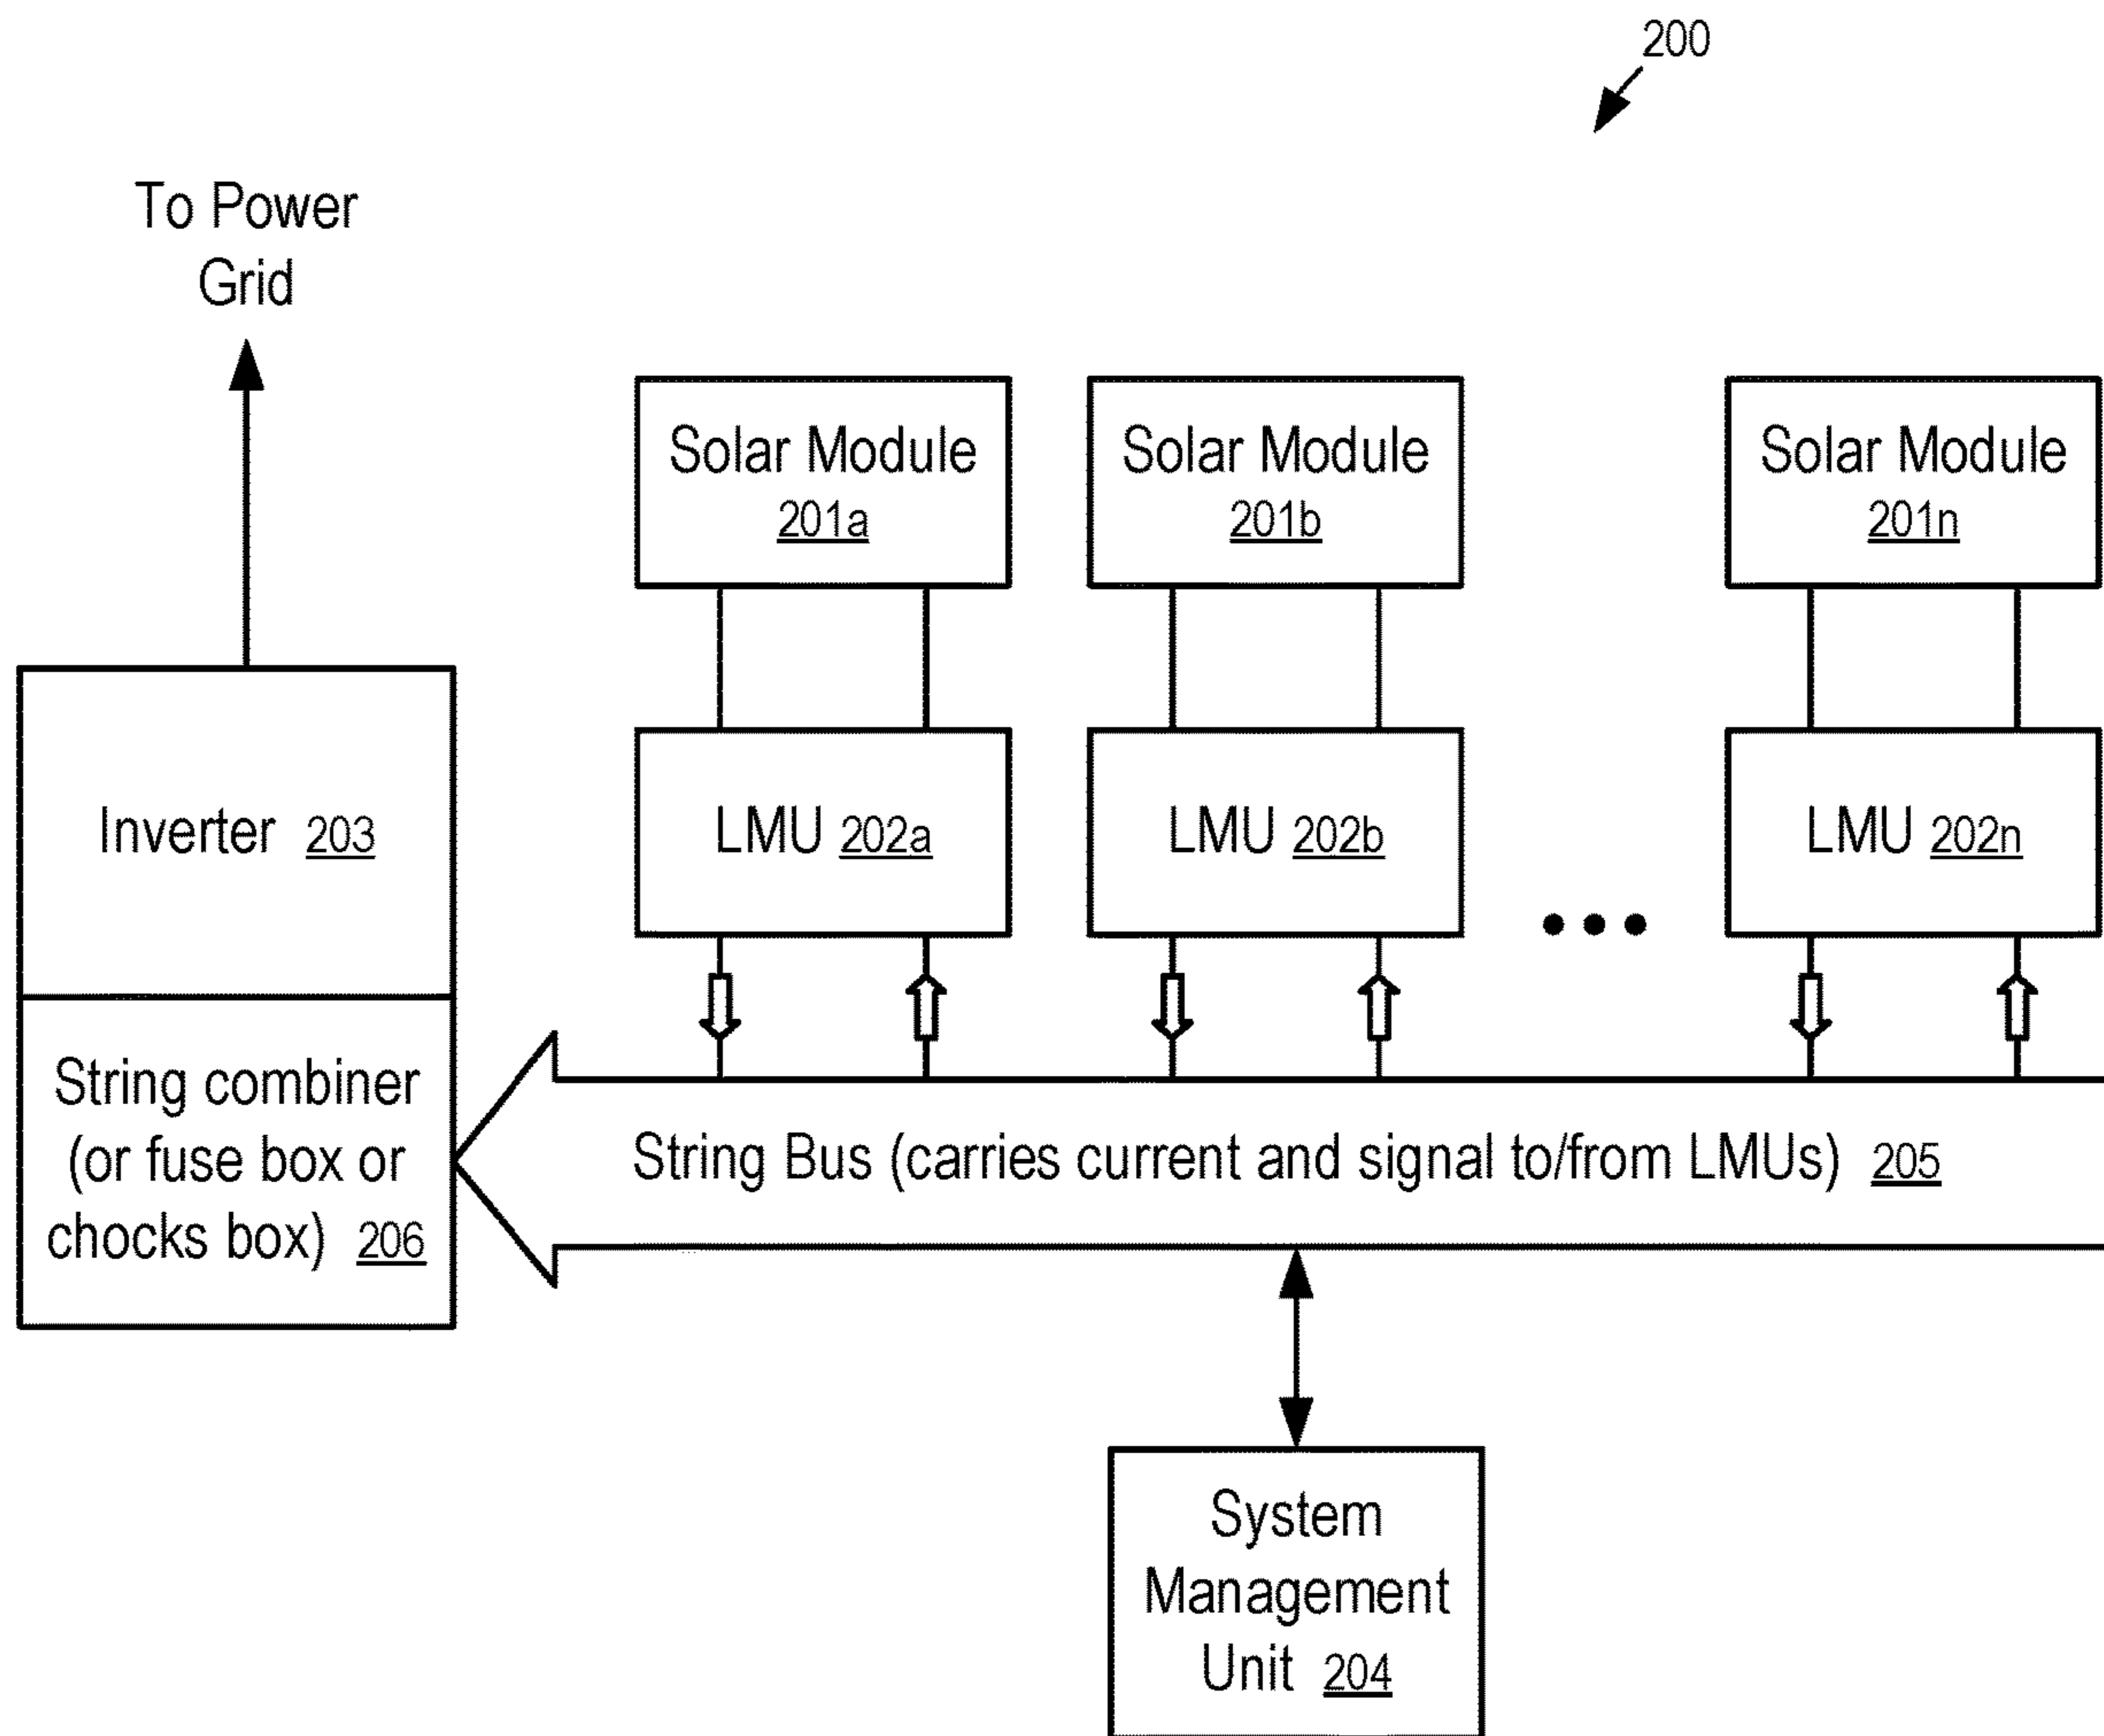 200
To Power
Grid
Solar Module
201a
Solar Module
201b
Solar Module
201n
Inverter 203
LMU 202a
LMU 202b
LMU 202n
String combiner
(or fuse box or
chocks box) 206
String Bus (carries current and signal to/from LMUs) 205
System
Management
Unit 204